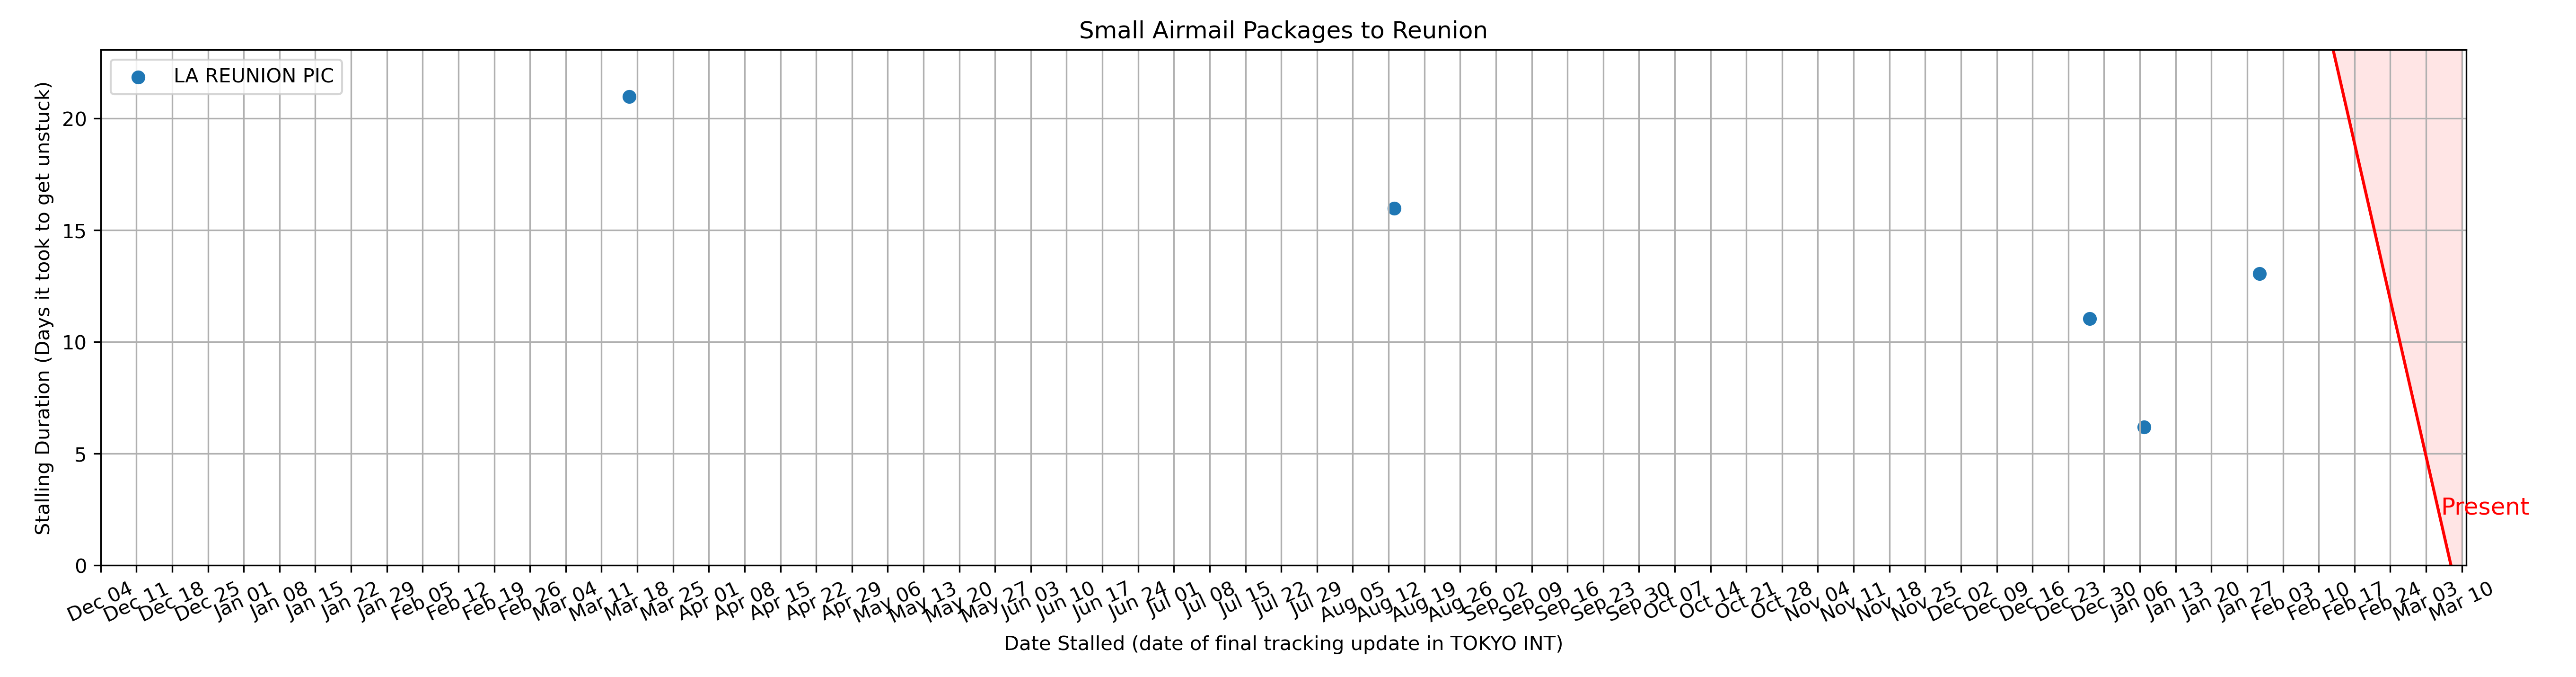 Small Airmail Packages to Reunion
LA REUNION PIC
Stalling Duration (Days it took to get unstuck)
20
15
10
5
0
Present
Dec 04 Dec 11 Dec 18 Dec 25 Jan 01 Jan 08 Jan 15 Jan 22 Jan 29 Feb 05 Feb 12 Feb 19 Feb 26 Mar 04 Mar 11 Mar 18 Mar 25 Apr 01 Apr 08 Apr 15 Apr 22 Apr 29 May 06 May 13 May 20 May 27 Jun 03 Jun 10 Jun 17 Jun 24 Jul 01 Jul 08 Jul 15 Jul 22 Jul 29 Aug 05 Aug 12 Aug 19 Aug 26 Sep 02 Sep 09 Sep 16 Sep 23 Sep 30 Oct 07 Oct 14 Oct 21 Oct 28 Nov 04 Nov 11 Nov 18 Nov 25 Dec 02 Dec 09 Dec 16 Dec 23 Dec 30 Jan 06 Jan 13 Jan 20 Jan 27 Feb 03 Feb 10 Feb 17 Feb 24 Mar 03 Mar 10
Date Stalled (date of final tracking update in TOKYO INT)